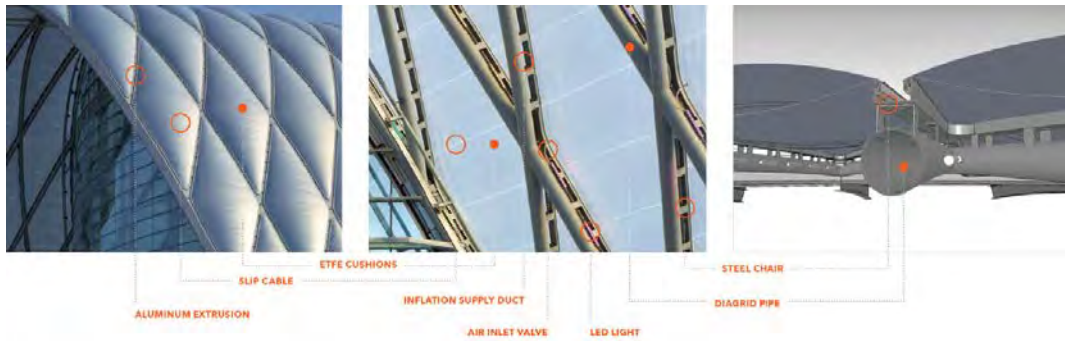 ETFE CUSHIONS
STEEL CHAIR
SLIP CABLE
INFLATION SUPPLY DUCT
DIAGRID PIPE
ALUMINUM EXTRUSION
AIR INLET VALVE
LED LIGHT